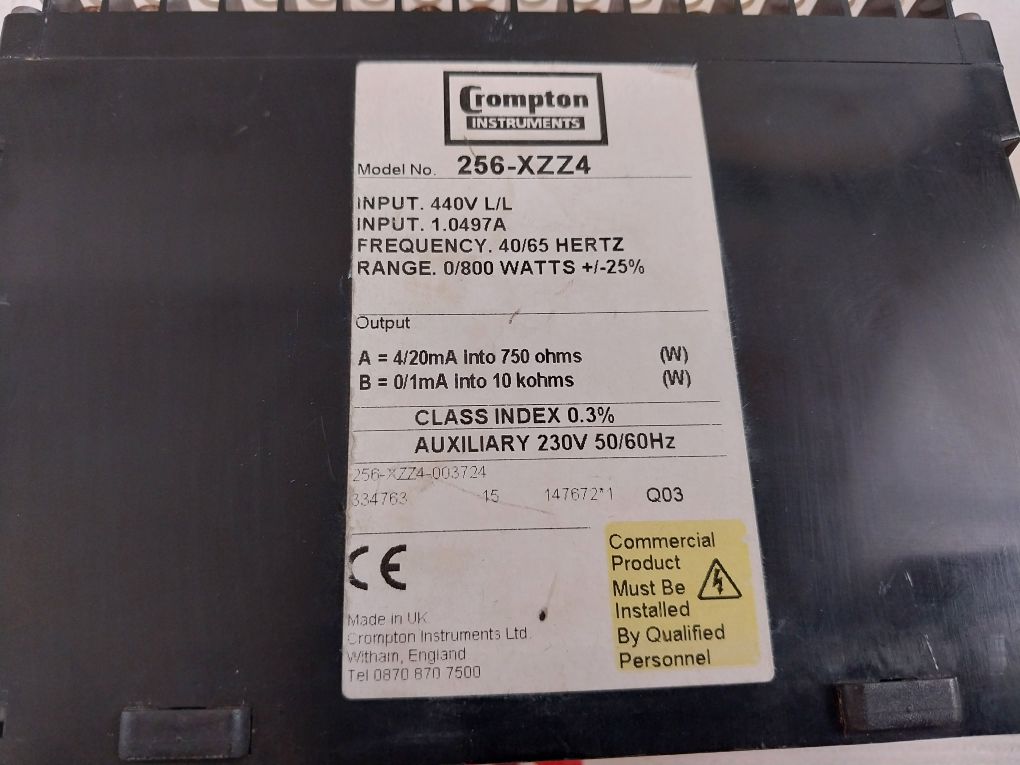 Crompton
INSTRUMENTS
Model No. 256-XZZ4
INPUT. 440V L/L
INPUT. 1.0497A
FREQUENCY. 40/65 HERTZ
RANGE. 0/800 WATTS +/-25%
Output
A = 4/20mA Into 750 ohms (W)
B = 0/1mA Into 10 kohms (W)
CLASS INDEX 0.3%
AUXILIARY 230V 50/60Hz
256-XZZ4-003724
334763 15 147672*1 Q03
CE
Commercial
Product
Must Be
Installed
By Qualified
Personnel
Made in UK
Crompton Instruments Ltd.
Witham, England
Tel 0870 870 7500